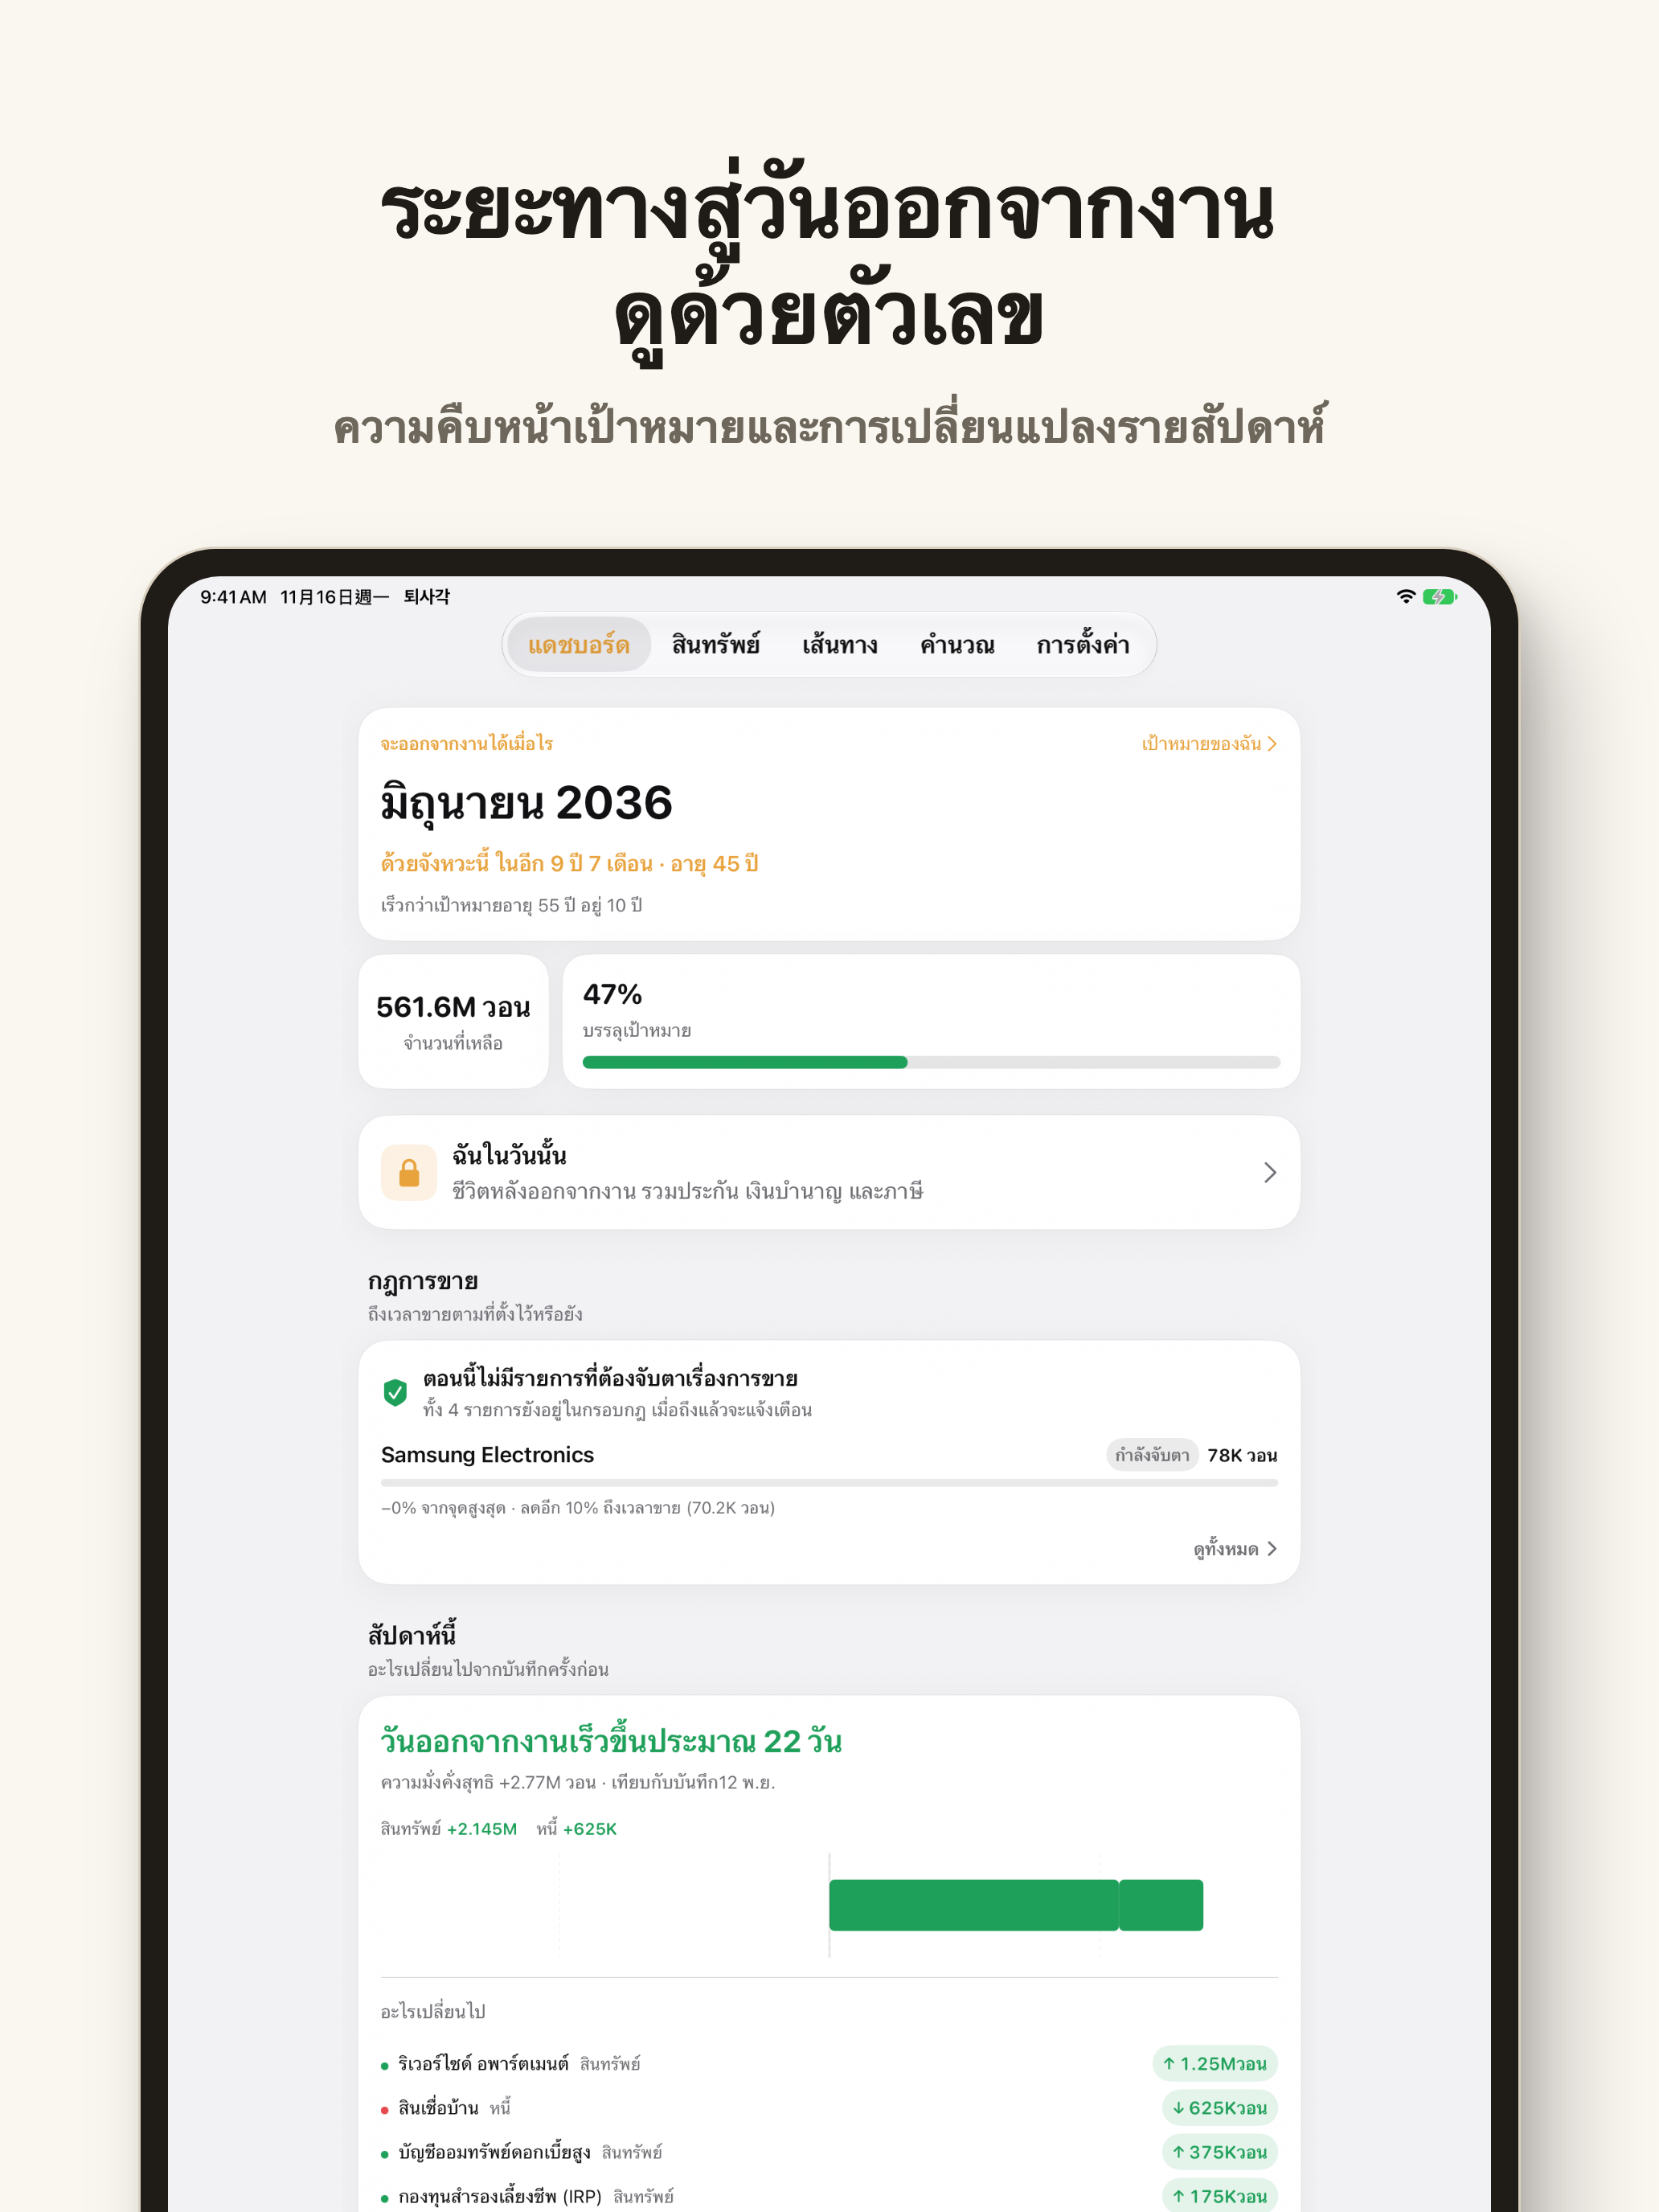 ระยะทางสู่วันออกจากงาน
ดูด้วยตัวเลข
ความคืบหน้าเป้าหมายและการเปลี่ยนแปลงรายสัปดาห์
9:41 AM 11月16日週一 퇴사각
แดชบอร์ด สินทรัพย์ เส้นทาง คำนวณ การตั้งค่า
จะออกจากงานได้เมื่อไร เป้าหมายของฉัน
มิถุนายน 2036
ด้วยจังหวะนี้ ในอีก 9 ปี 7 เดือน · อายุ 45 ปี
เร็วกว่าเป้าหมายอายุ 55 ปี อยู่ 10 ปี
561.6M วอน
จำนวนที่เหลือ
47%
บรรลุเป้าหมาย
ฉันในวันนั้น
ชีวิตหลังออกจากงาน รวมประกัน เงินบำนาญ และภาษี
กฎการขาย
ถึงเวลาขายตามที่ตั้งไว้หรือยัง
ตอนนี้ไม่มีรายการที่ต้องจับตาเรื่องการขาย
ทั้ง 4 รายการยังอยู่ในกรอบกฎ เมื่อถึงแล้วจะแจ้งเตือน
Samsung Electronics กำลังจับตา 78K วอน
−0% จากจุดสูงสุด · ลดอีก 10% ถึงเวลาขาย (70.2K วอน)
ดูทั้งหมด
สัปดาห์นี้
อะไรเปลี่ยนไปจากบันทึกครั้งก่อน
วันออกจากงานเร็วขึ้นประมาณ 22 วัน
ความมั่งคั่งสุทธิ +2.77M วอน · เทียบกับบันทึก12 พ.ย.
สินทรัพย์ +2.145M หนี้ +625K
อะไรเปลี่ยนไป
ริเวอร์ไซด์ อพาร์ตเมนต์ สินทรัพย์ ↑ 1.25Mวอน
สินเชื่อบ้าน หนี้ ↓ 625Kวอน
บัญชีออมทรัพย์ดอกเบี้ยสูง สินทรัพย์ ↑ 375Kวอน
กองทุนสำรองเลี้ยงชีพ (IRP) สินทรัพย์ ↑ 175Kวอน